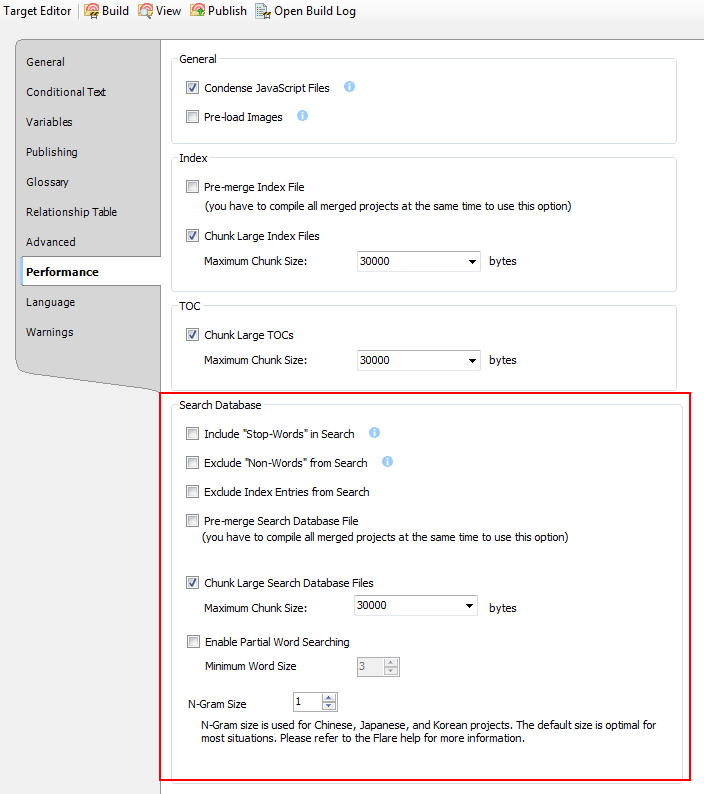 Target Editor Build View Publish Open Build Log
General
Conditional Text
Variables
Publishing
Glossary
Relationship Table
Advanced
Performance
Language
Warnings
General
Condense JavaScript Files
Pre-load Images
Index
Pre-merge Index File
(you have to compile all merged projects at the same time to use this option)
Chunk Large Index Files
Maximum Chunk Size: 30000 bytes
TOC
Chunk Large TOCs
Maximum Chunk Size: 30000 bytes
Search Database
Include "Stop-Words" in Search
Exclude "Non-Words" from Search
Exclude Index Entries from Search
Pre-merge Search Database File
(you have to compile all merged projects at the same time to use this option)
Chunk Large Search Database Files
Maximum Chunk Size: 30000 bytes
Enable Partial Word Searching
Minimum Word Size 3
N-Gram Size 1
N-Gram size is used for Chinese, Japanese, and Korean projects. The default size is optimal for
most situations. Please refer to the Flare help for more information.